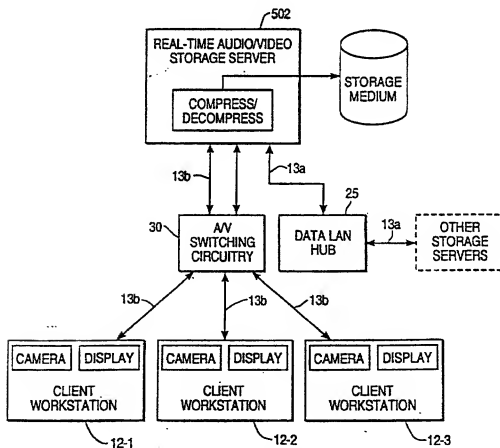 502
REAL-TIME AUDIO/VIDEO
STORAGE SERVER
COMPRESS/
DECOMPRESS
STORAGE
MEDIUM
13b
13a
30
A/V
SWITCHING
CIRCUITRY
25
DATA LAN
HUB
13a
OTHER
STORAGE
SERVERS
13b
13b
13b
CAMERA
DISPLAY
CLIENT
WORKSTATION
12-1
CAMERA
DISPLAY
CLIENT
WORKSTATION
12-2
CAMERA
DISPLAY
CLIENT
WORKSTATION
12-3